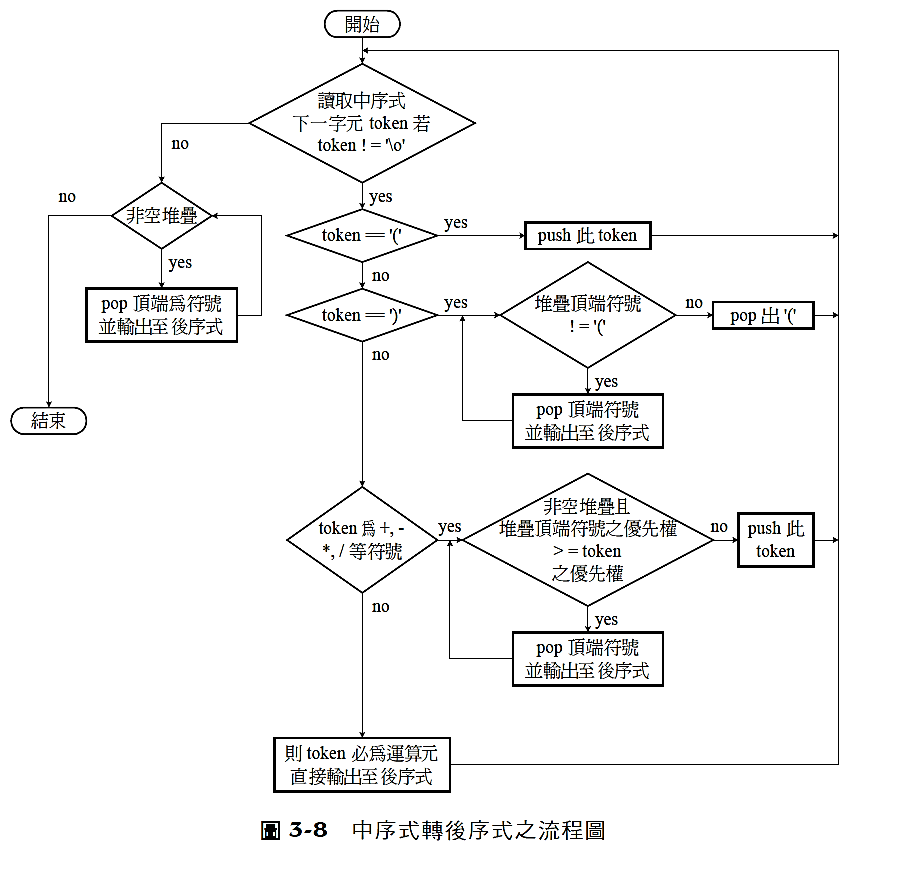 開始
讀取中序式
下一字元 token 若
token ! = '\o'
no
yes
no
非空堆疊
yes
pop 頂端為符號
並輸出至後序式
結束
token == '('
yes
push 此 token
no
token == ')'
yes
堆疊頂端符號
! = '('
no
pop 出 '('
yes
pop 頂端符號
並輸出至後序式
no
token 為 +, -
*, / 等符號
yes
非空堆疊且
堆疊頂端符號之優先權
> = token
之優先權
no
push 此
token
yes
pop 頂端符號
並輸出至後序式
no
則 token 必為運算元
直接輸出至後序式
圖 3-8 中序式轉後序式之流程圖